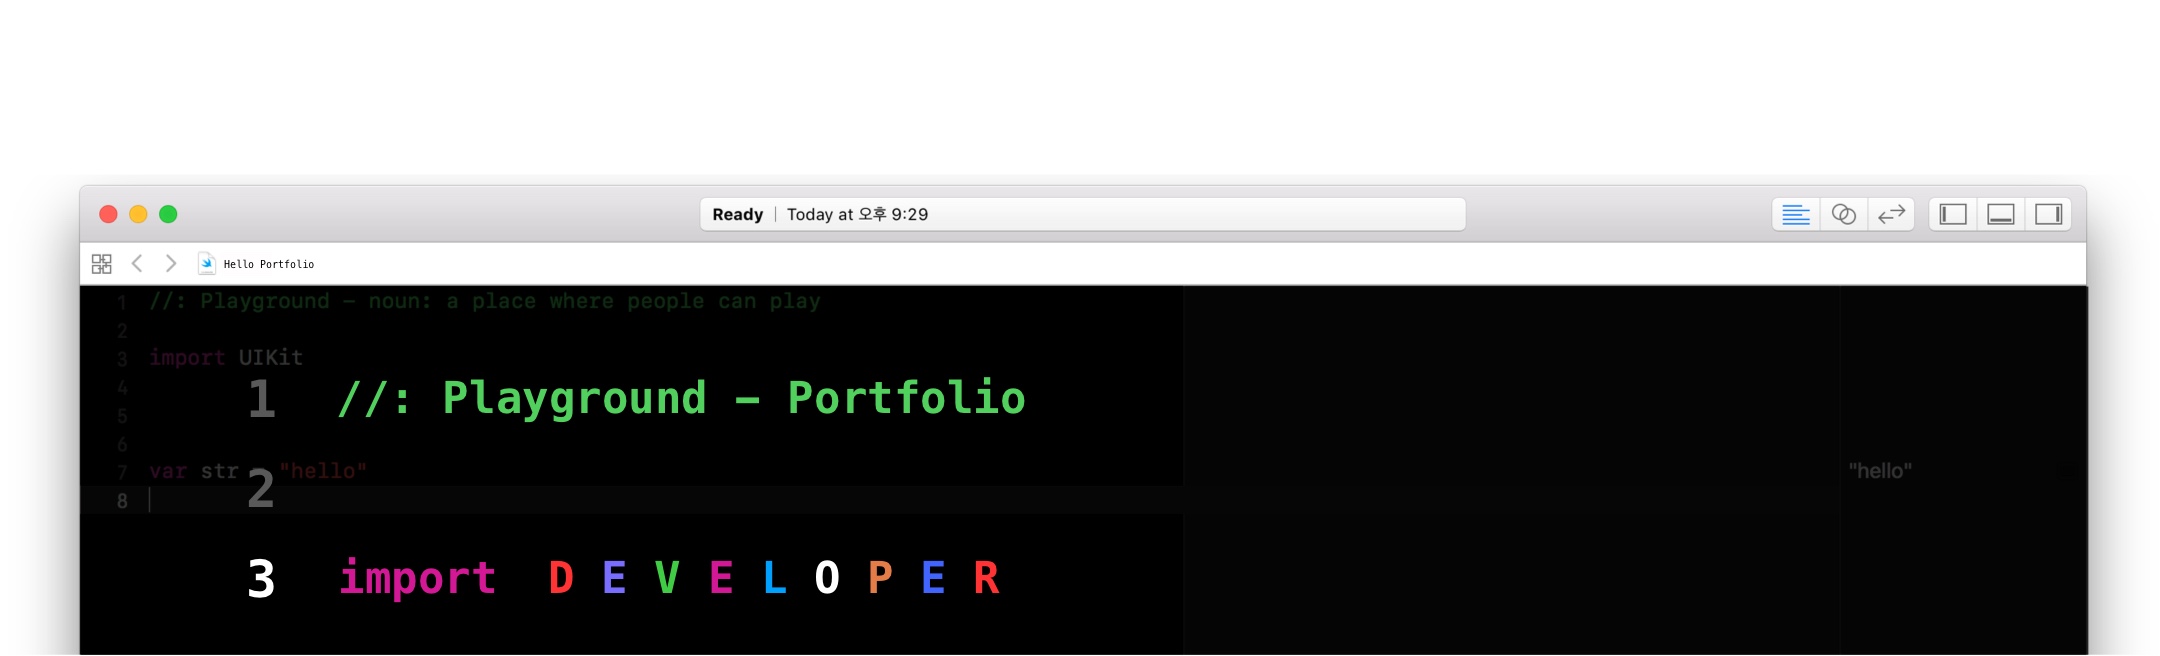 Ready | Today at 오후 9:29
Hello Portfolio
1 //: Playground - noun: a place where people can play
2
3 import UIKit
4
5
6
7 var str = "hello"
"hello"
8
1 //: Playground - Portfolio
2
3 import D E V E L O P E R